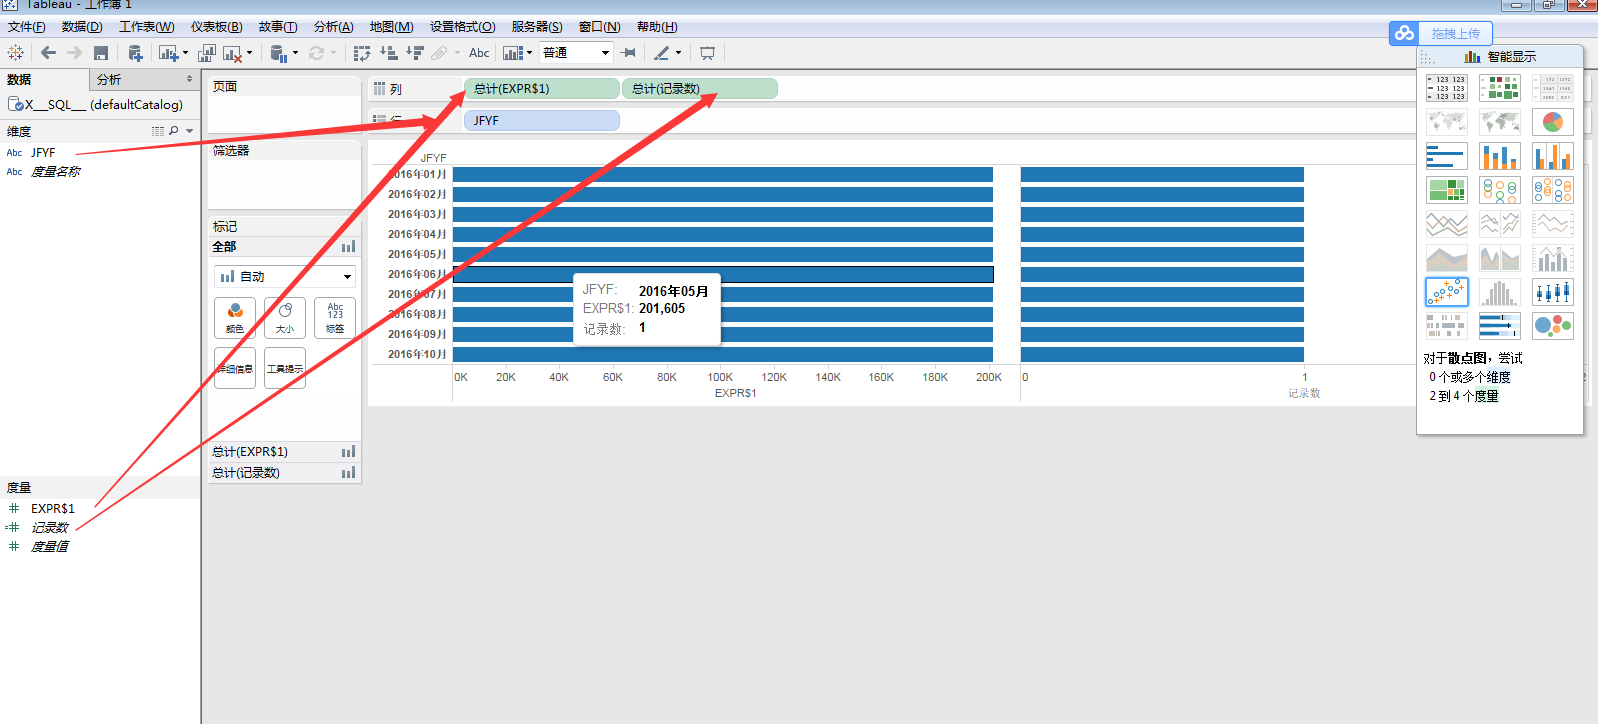 Tableau - 工作簿 1
文件(F) 数据(D) 工作表(W) 仪表板(B) 故事(T) 分析(A) 地图(M) 设置格式(O) 服务器(S) 窗口(N) 帮助(H)
拖拽上传
Abc 普通
智能显示
数据 分析
X__SQL__ (defaultCatalog)
维度
Abc JFYF
Abc 度量名称
度量
EXPR$1
记录数
度量值
页面
筛选器
标记
全部
自动
颜色 大小 Abc 123 标签
详细信息 工具提示
总计(EXPR$1)
总计(记录数)
列 总计(EXPR$1) 总计(记录数)
行 JFYF
JFYF
2016年01月
2016年02月
2016年03月
2016年04月
2016年05月
2016年06月
2016年07月
2016年08月
2016年09月
2016年10月
JFYF: 2016年05月
EXPR$1: 201,605
记录数: 1
0K 20K 40K 60K 80K 100K 120K 140K 160K 180K 200K 0 1 2
EXPR$1 记录数
对于散点图，尝试
0 个或多个维度
2 到 4 个度量